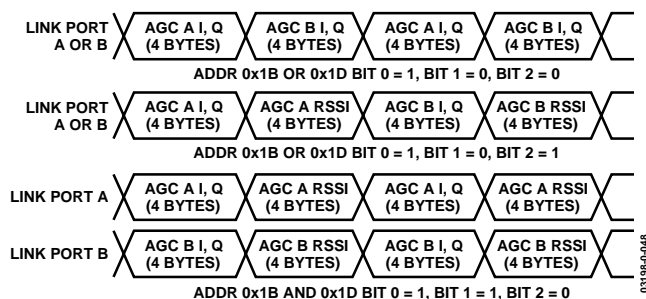 LINK PORT
A OR B
AGC A I, Q
(4 BYTES)
AGC B I, Q
(4 BYTES)
AGC A I, Q
(4 BYTES)
AGC B I, Q
(4 BYTES)
ADDR 0x1B OR 0x1D BIT 0 = 1, BIT 1 = 0, BIT 2 = 0
LINK PORT
A OR B
AGC A I, Q
(4 BYTES)
AGC A RSSI
(4 BYTES)
AGC B I, Q
(4 BYTES)
AGC B RSSI
(4 BYTES)
ADDR 0x1B OR 0x1D BIT 0 = 1, BIT 1 = 0, BIT 2 = 1
LINK PORT A
AGC A I, Q
(4 BYTES)
AGC A RSSI
(4 BYTES)
AGC A I, Q
(4 BYTES)
AGC A RSSI
(4 BYTES)
LINK PORT B
AGC B I, Q
(4 BYTES)
AGC B RSSI
(4 BYTES)
AGC B I, Q
(4 BYTES)
AGC B RSSI
(4 BYTES)
ADDR 0x1B AND 0x1D BIT 0 = 1, BIT 1 = 1, BIT 2 = 0
03198-0-048